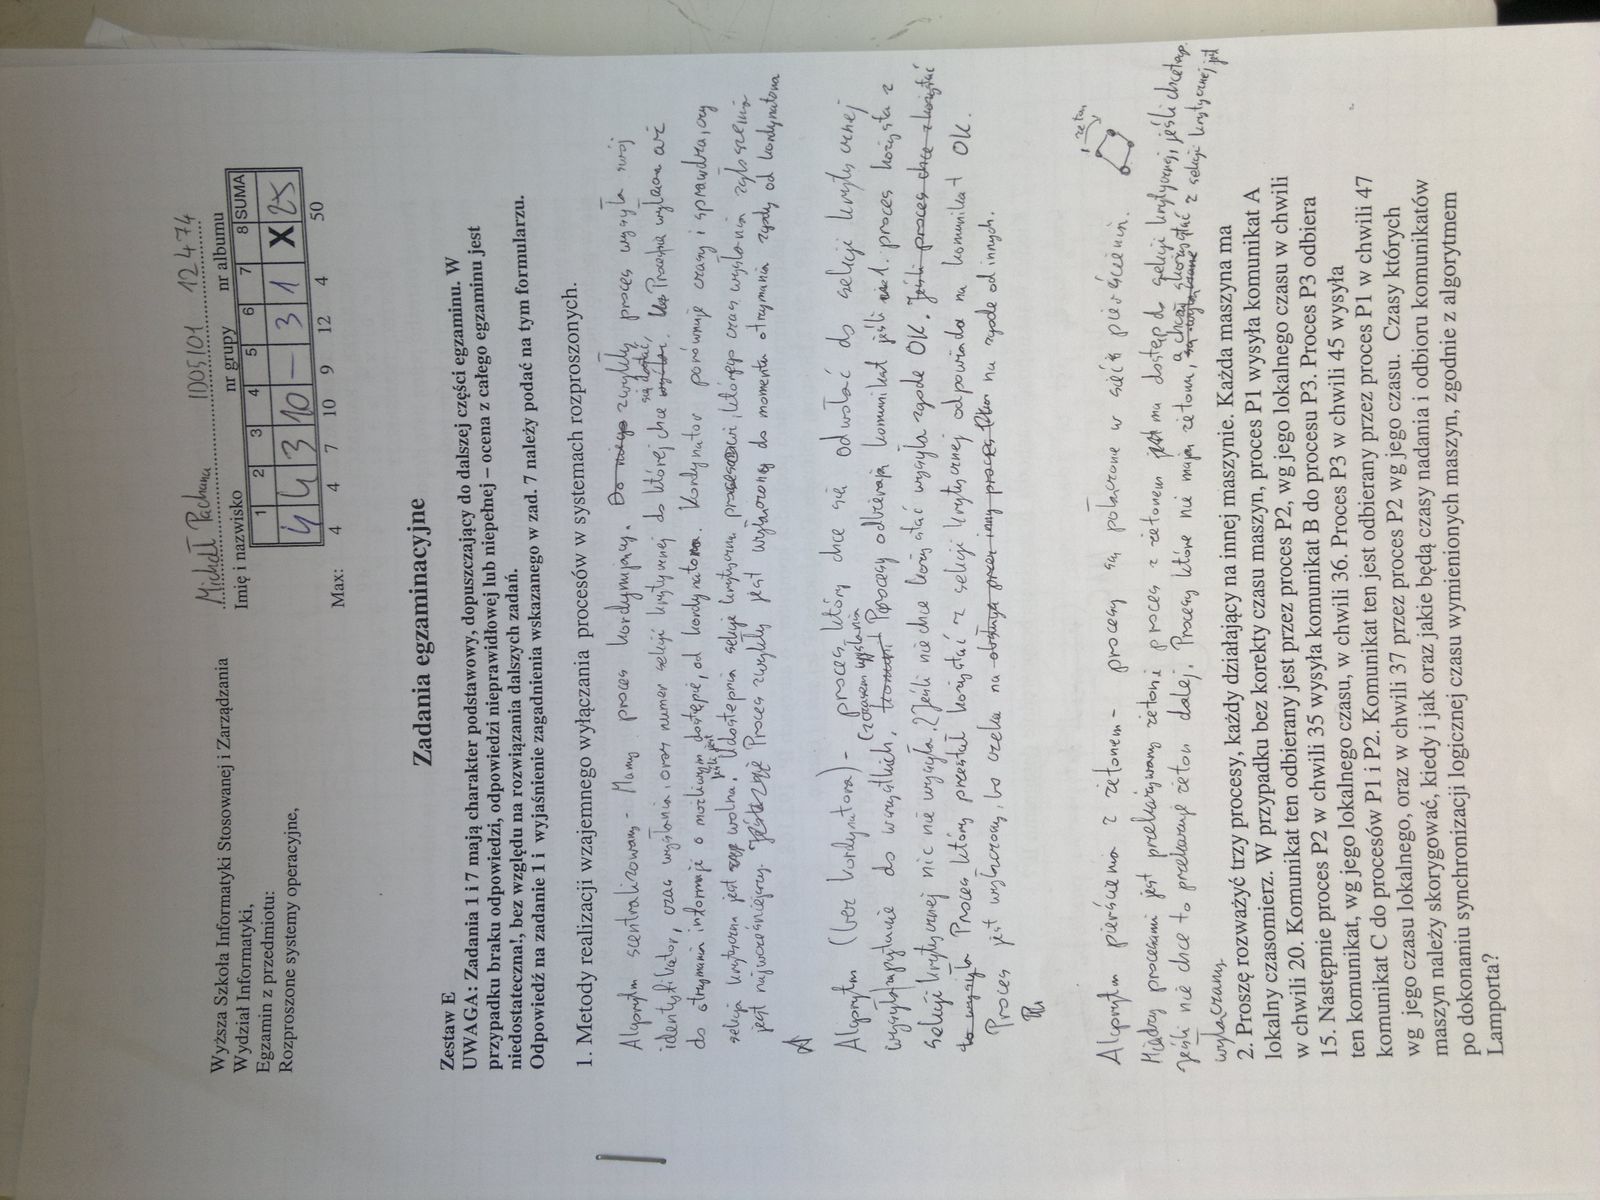 Wyższa Szkoła Informatyki Stosowanej i Zarządzania
Wydział Informatyki,
Egzamin z przedmiotu:
Rozproszone systemy operacyjne,
Michał Pachana 1005101 12474
Imię i nazwisko nr grupy nr albumu
1 2 3 4 5 6 7 8 SUMA
4 4 3 10 – 3 1 X 25
Max: 4 4 7 10 9 12 4 50
Zadania egzaminacyjne
Zestaw E
UWAGA: Zadania 1 i 7 mają charakter podstawowy, dopuszczający do dalszej części egzaminu. W
przypadku braku odpowiedzi, odpowiedzi nieprawidłowej lub niepełnej – ocena z całego egzaminu jest
niedostateczna!, bez względu na rozwiązania dalszych zadań.
Odpowiedź na zadanie 1 i wyjaśnienie zagadnienia wskazanego w zad. 7 należy podać na tym formularzu.
1. Metody realizacji wzajemnego wyłączania procesów w systemach rozproszonych.
Algorytm scentralizowany - Mamy proces kordynujący. Do niego zwykły proces wysyła swój
identyfikator, czas wysłania, oraz numer sekcji krytycznej do której chce się dostać, Proces wyłącza aż
do otrzymania informacji o możliwym dostępie, od kordynatora. Kordynator porównuje czasy i sprawdza, czy
sekcja krytyczna jest wolna. Udostępnia sekcję krytyczną procesowi którego czas wysłania zgłoszenia
jest najwcześniejszy. Proces zwykły jest wyłączony do momentu otrzymania zgody od kordynatora
Algorytm (bez kordynatora) - proces, który chce się odwołać do sekcji krytycznej
wysyła zapytanie do wszystkich, (z czasem wysłania Procesy odbierają komunikat jeśli proces korzysta z
sekcji krytycznej nic nie wysyła. Jeśli nie chce korzystać wysyła zgodę OK. Jeśli proces chce z korzystać
to wysyła Proces który przestał korzystać z sekcji krytycznej odpowiada na komunikat OK.
Proces jest wyłączony, bo czeka na zgodę od innych.
Algorytm pierścienia z żetonem - procesy są połączone w sieć pierścienia.
żeton
Między procesami jest przekazywany żeton i proces z żetonem ma dostęp do sekcji krytycznej, jeśli chce
Jeśli nie chce to przekazuje żeton dalej. Procesy które nie mają żetonu, a chcą skorzystać z sekcji krytycznej
wyłączany.
2. Proszę rozważyć trzy procesy, każdy działający na innej maszynie. Każda maszyna ma
lokalny czasomierz. W przypadku bez korekty czasu maszyn, proces P1 wysyła komunikat A
w chwili 20. Komunikat ten odbierany jest przez proces P2, wg jego lokalnego czasu w chwili
15. Następnie proces P2 w chwili 35 wysyła komunikat B do procesu P3. Proces P3 odbiera
ten komunikat, wg jego lokalnego czasu, w chwili 36. Proces P3 w chwili 45 wysyła
komunikat C do procesów P1 i P2. Komunikat ten jest odbierany przez proces P1 w chwili 47
wg jego czasu lokalnego, oraz w chwili 37 przez proces P2 wg jego czasu. Czasy których
maszyn należy skorygować, kiedy i jak oraz jakie będą czasy nadania i odbioru komunikatów
po dokonaniu synchronizacji logicznej czasu wymienionych maszyn, zgodnie z algorytmem
Lamporta?